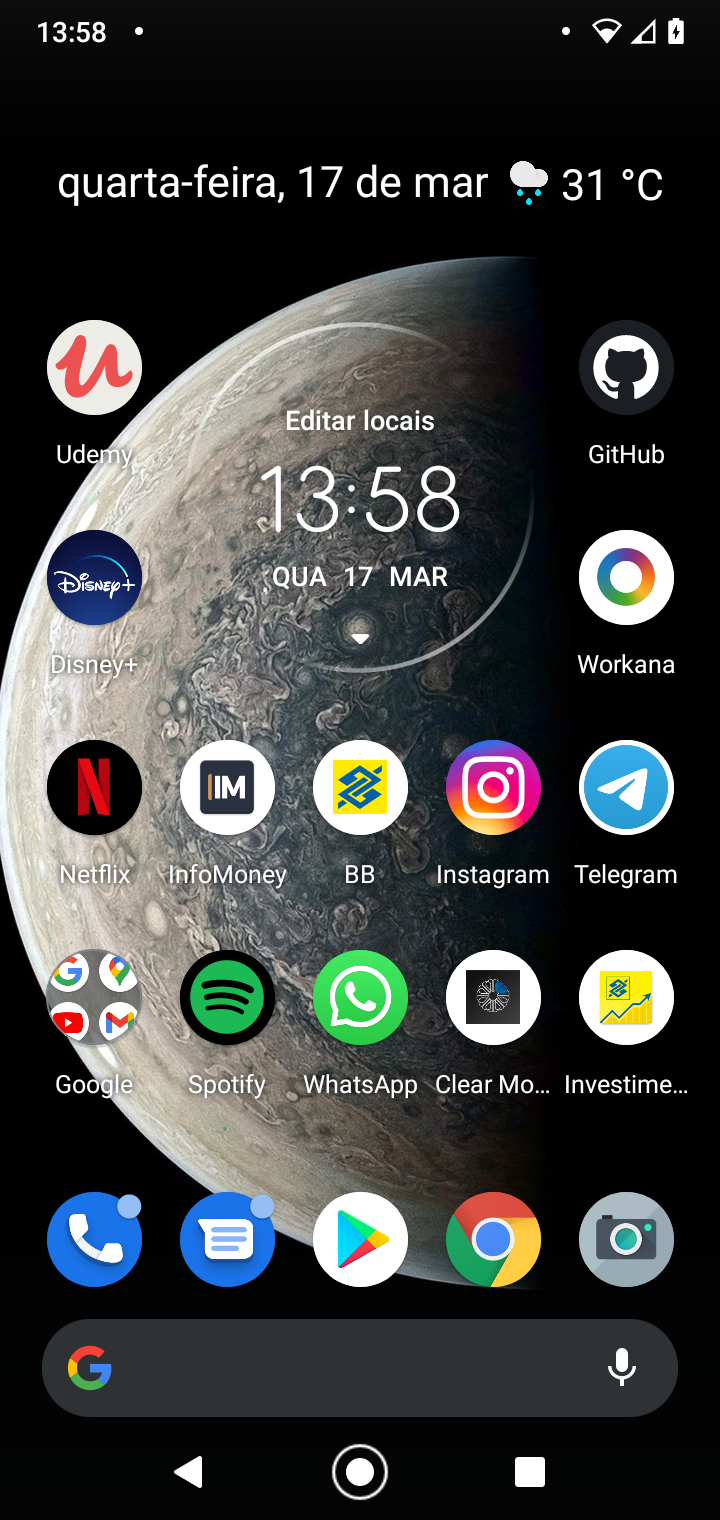 13:58
quarta-feira, 17 de mar 31 °C
Editar locais
13:58
QUA 17 MAR
Udemy GitHub
Disney+
Disney+ Workana
IM
Netflix InfoMoney BB Instagram Telegram
Google Spotify WhatsApp Clear Mo... Investime...